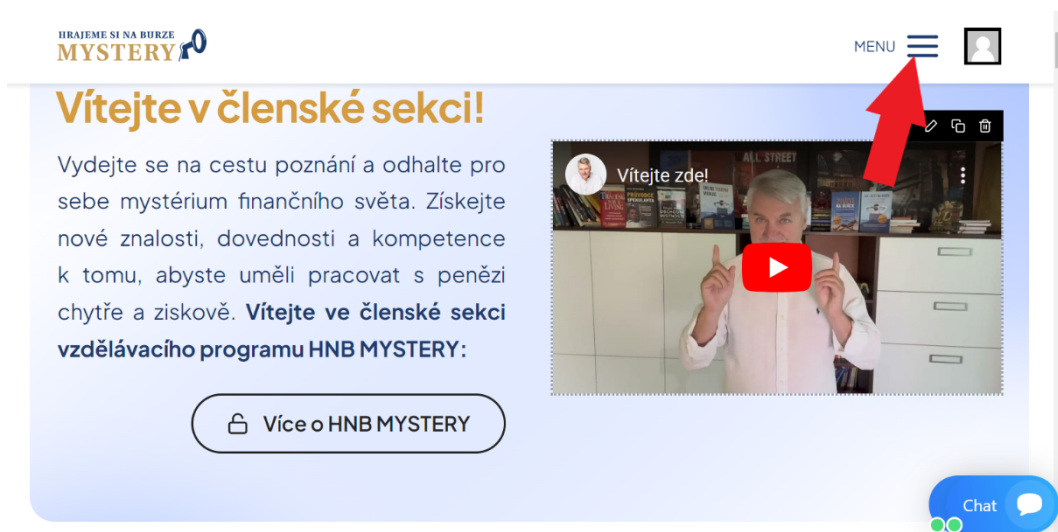 HRAJEME SI NA BURZE
MYSTERY
MENU
Vítejte v členské sekci!
Vydejte se na cestu poznání a odhalte pro
sebe mystérium finančního světa. Získejte
nové znalosti, dovednosti a kompetence
k tomu, abyste uměli pracovat s penězi
chytře a ziskově. Vítejte ve členské sekci
vzdělávacího programu HNB MYSTERY:
Více o HNB MYSTERY
Vítejte zde!
ALL STREET
Chat